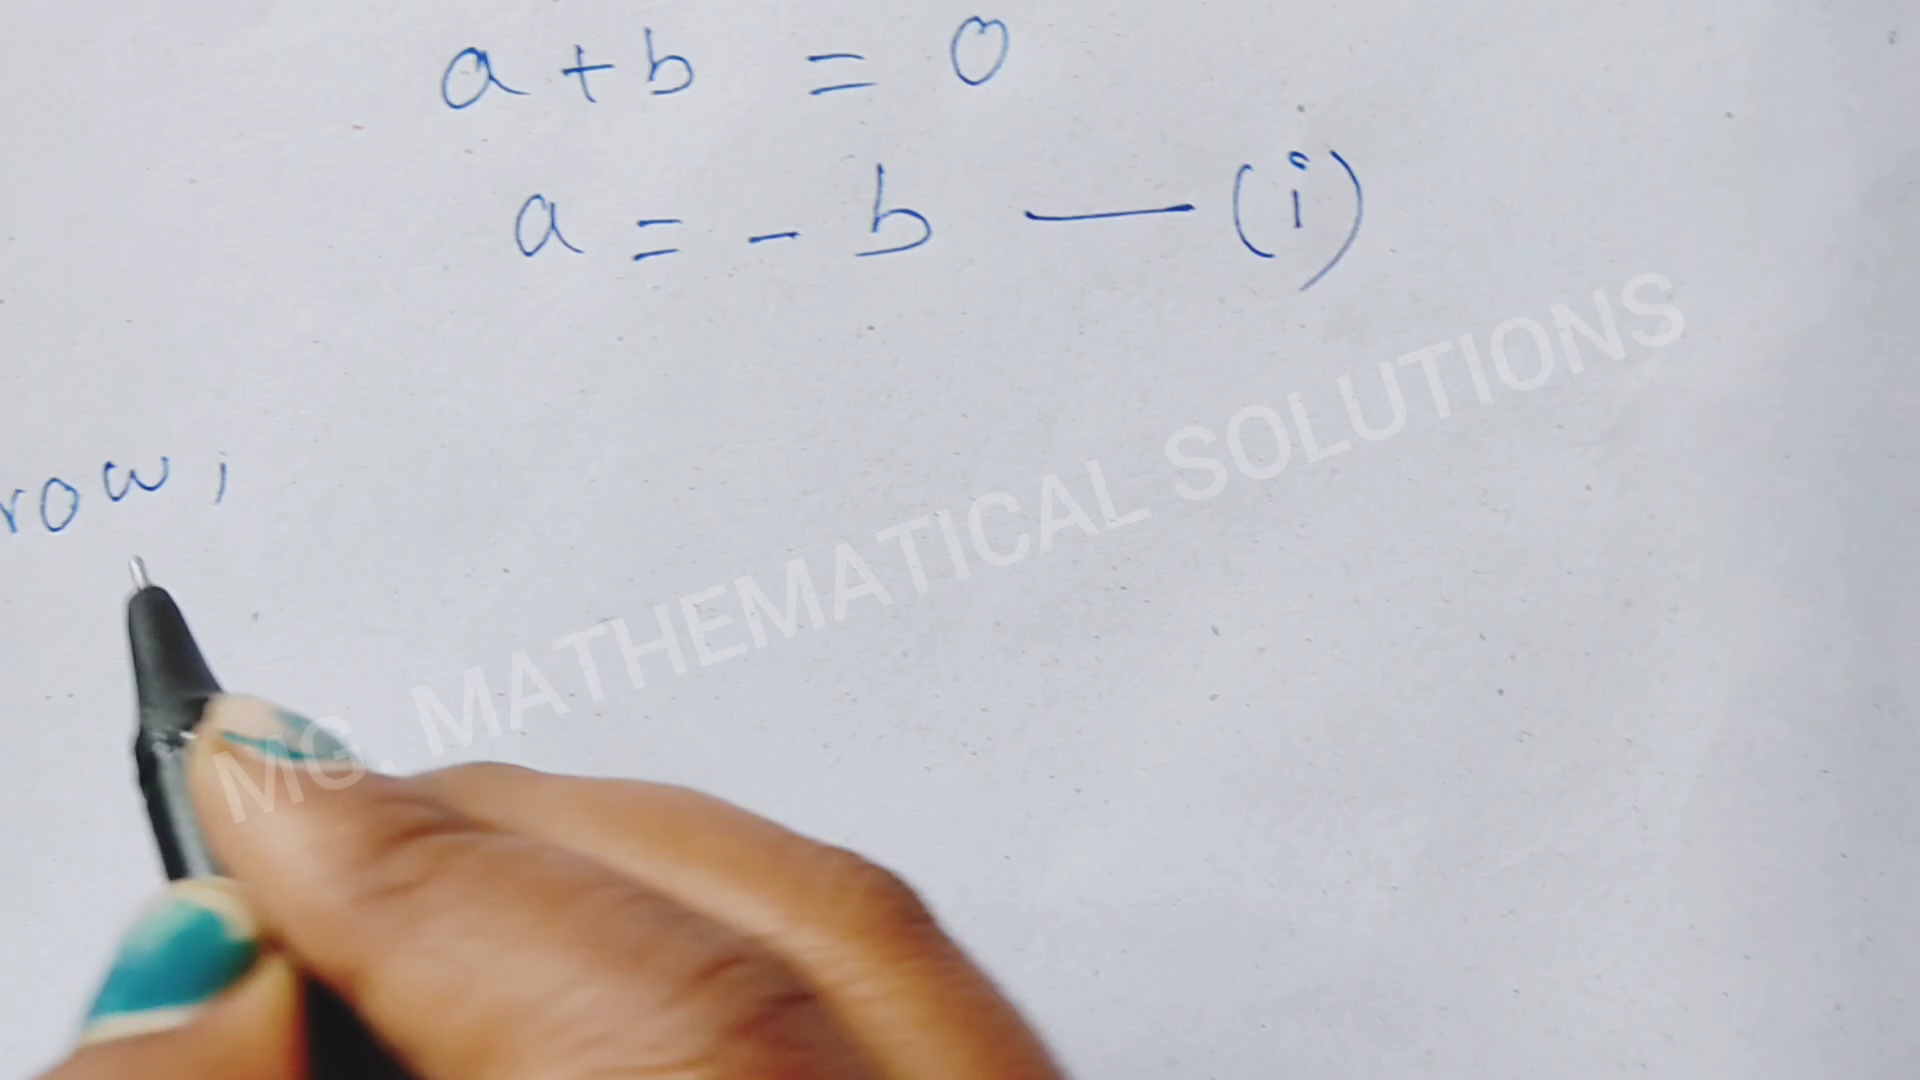 a + b = 0
a = - b — (i)
row,
MG. MATHEMATICAL SOLUTIONS